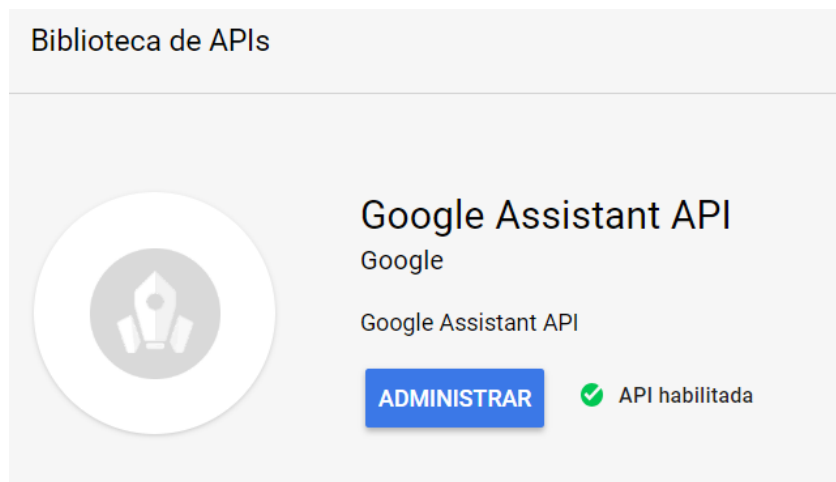 Biblioteca de APIs
Google Assistant API
Google
Google Assistant API
ADMINISTRAR
API habilitada